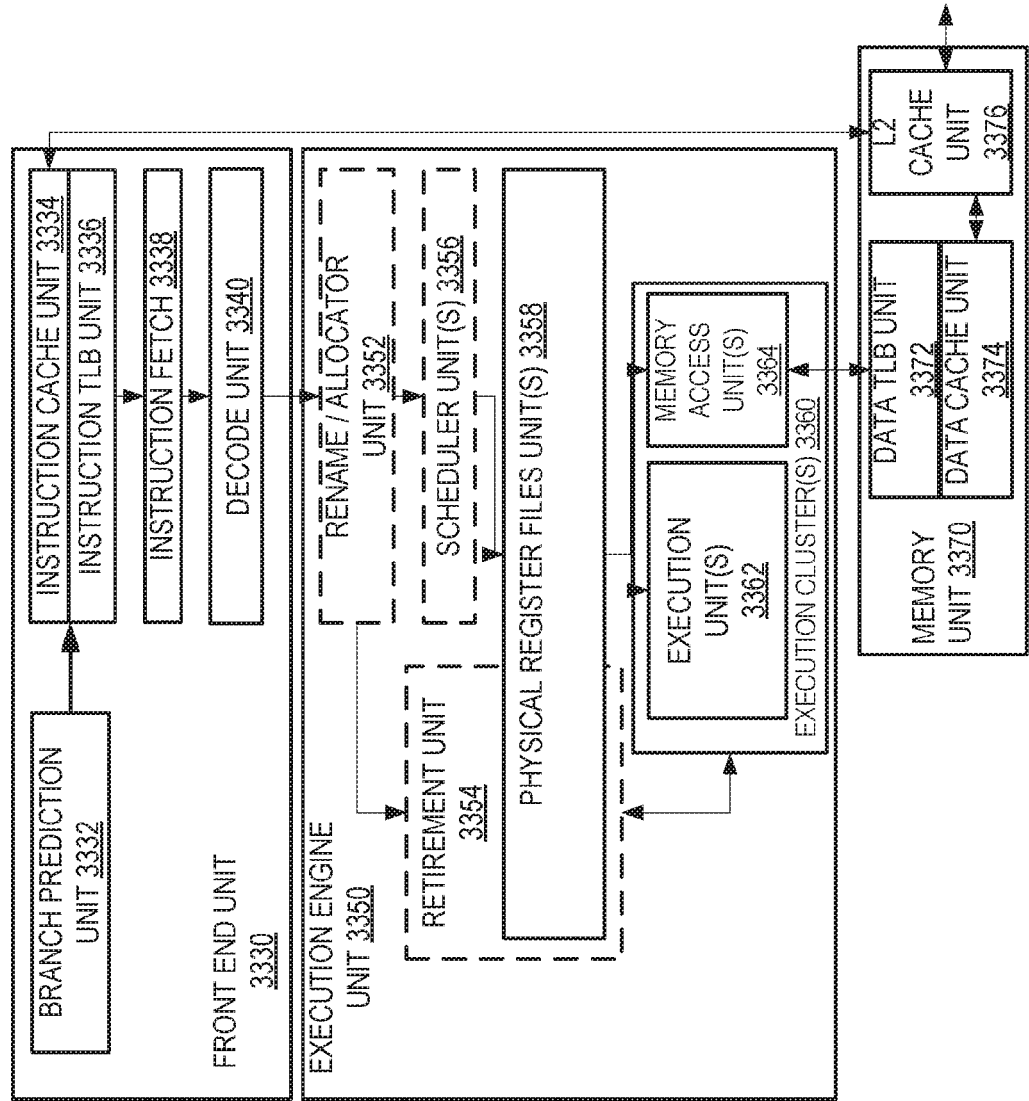 BRANCH PREDICTION
UNIT 3332
INSTRUCTION CACHE UNIT 3334
INSTRUCTION TLB UNIT 3336
INSTRUCTION FETCH 3338
DECODE UNIT 3340
FRONT END UNIT
3330
EXECUTION ENGINE
UNIT 3350
RENAME / ALLOCATOR
UNIT 3352
RETIREMENT UNIT
3354
SCHEDULER UNIT(S) 3356
PHYSICAL REGISTER FILES UNIT(S) 3358
EXECUTION
UNIT(S)
3362
MEMORY
ACCESS
UNIT(S)
3364
EXECUTION CLUSTER(S) 3360
MEMORY
UNIT 3370
DATA TLB UNIT
3372
DATA CACHE UNIT
3374
L2
CACHE
UNIT
3376